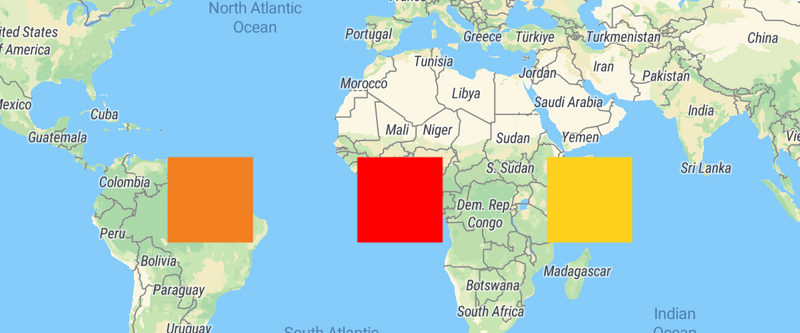 North Atlantic
Ocean
United States
of America
Portugal
Greece
Türkiye
Turkmenistan
China
Tunisia
Jordan
Iran
Pakistan
Morocco
Libya
Saudi Arabia
India
Mexico
Cuba
Mali
Niger
Sudan
Yemen
Guatemala
Colombia
S. Sudan
Sri Lanka
Dem. Rep.
Congo
Peru
Bolivia
Madagascar
Paraguay
Botswana
South Africa
Uruguay
South Atlantic
Indian
Ocean